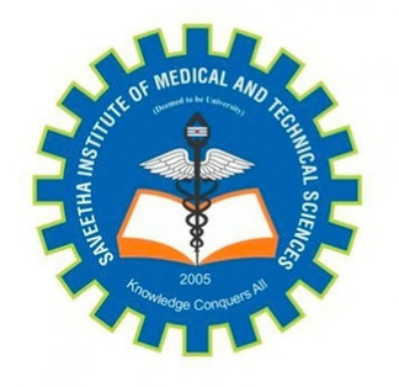 SAVEETHA INSTITUTE OF MEDICAL AND TECHNICAL SCIENCES
(Deemed to be University)
2005
Knowledge Conquers All